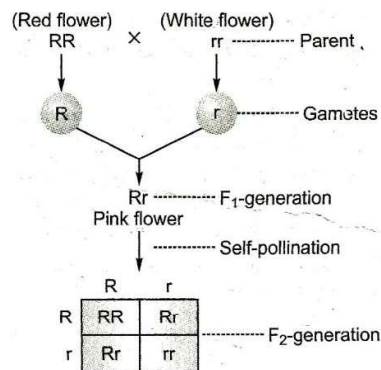 (Red flower) (White flower)
RR × rr Parent
R r Gametes
Rr F₁-generation
Pink flower
Self-pollination
R r
R RR Rr
F₂-generation
r Rr rr